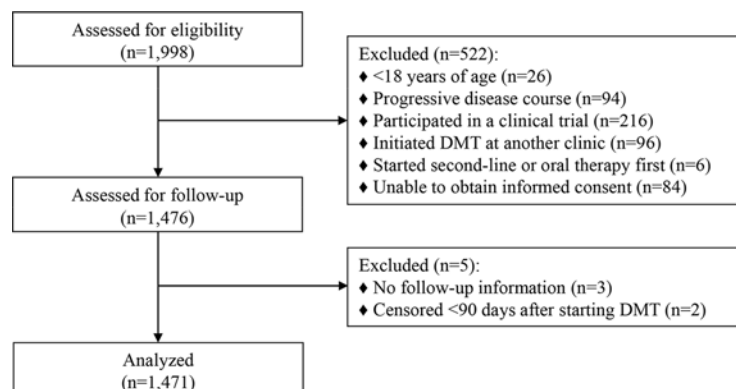 Assessed for eligibility
(n=1,998)
Excluded (n=522):
♦ <18 years of age (n=26)
♦ Progressive disease course (n=94)
♦ Participated in a clinical trial (n=216)
♦ Initiated DMT at another clinic (n=96)
♦ Started second-line or oral therapy first (n=6)
♦ Unable to obtain informed consent (n=84)
Assessed for follow-up
(n=1,476)
Excluded (n=5):
♦ No follow-up information (n=3)
♦ Censored <90 days after starting DMT (n=2)
Analyzed
(n=1,471)